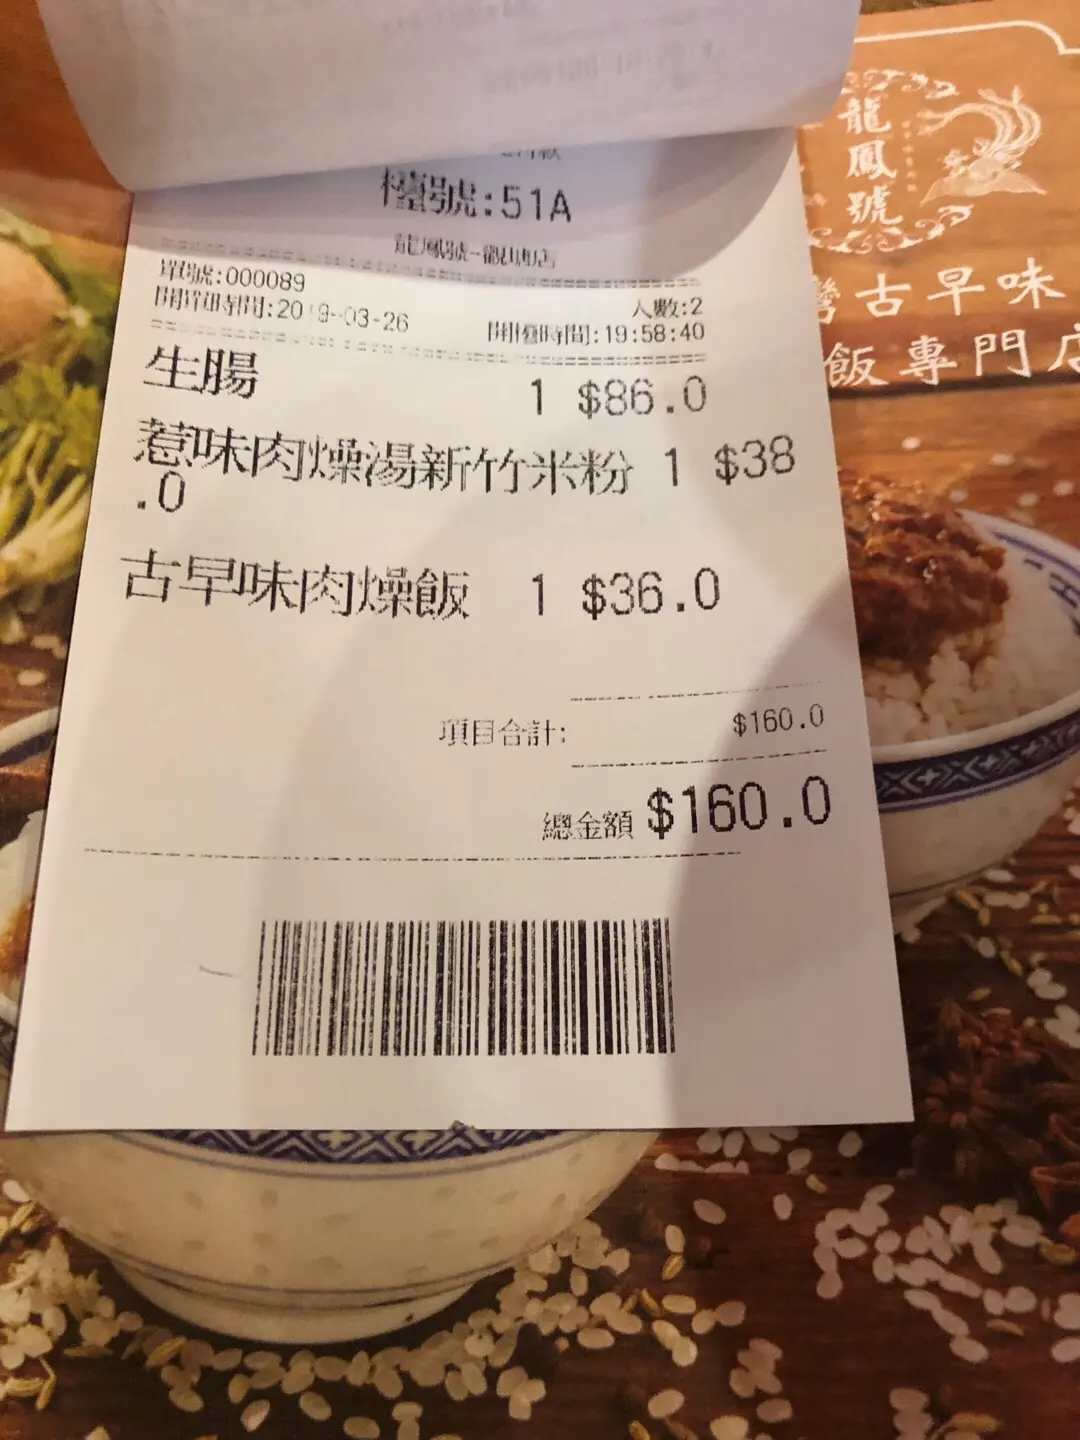 檯號:51A
龍鳳號-觀塘店
單號:000089 人數:2
開單時間:2019-03-26 開檯時間:19:58:40
生腸 1 $86.0
惹味肉燥湯新竹米粉 1 $38
.0
古早味肉燥飯 1 $36.0
項目合計: $160.0
總金額 $160.0
龍鳳號
古早味
飯專門店